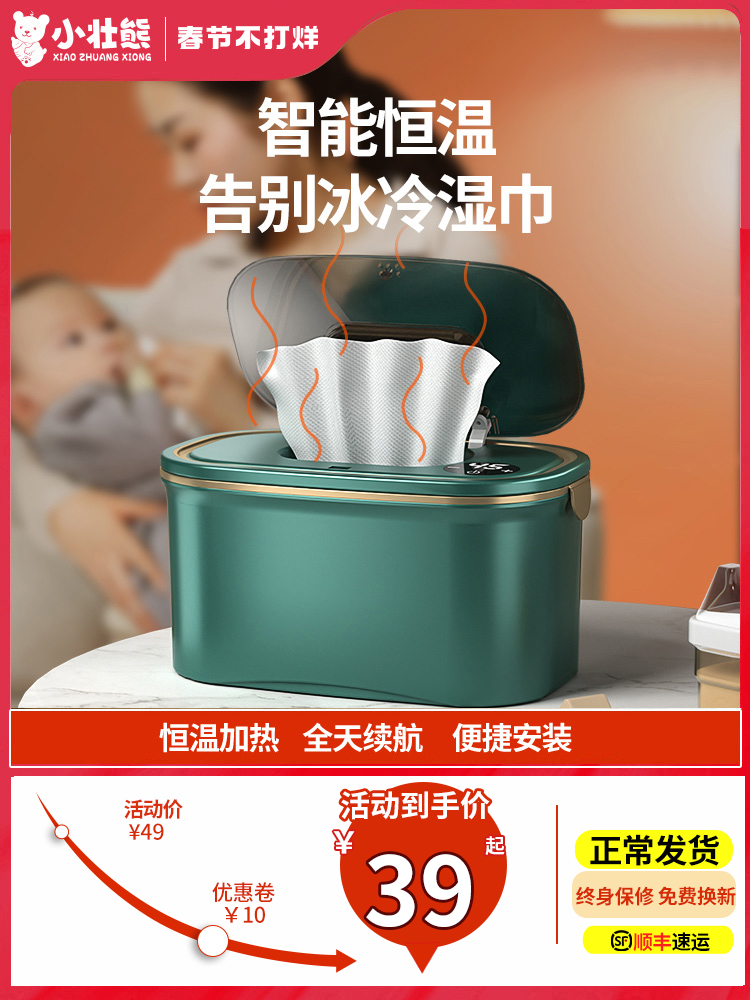 小壮熊
XIAO ZHUANG XIONG
春节不打烊
智能恒温
告别冰冷湿巾
45
恒温加热 全天续航 便捷安装
活动价
¥49
优惠卷
¥10
活动到手价
¥
39
起
正常发货
终身保修 免费换新
SF 顺丰速运